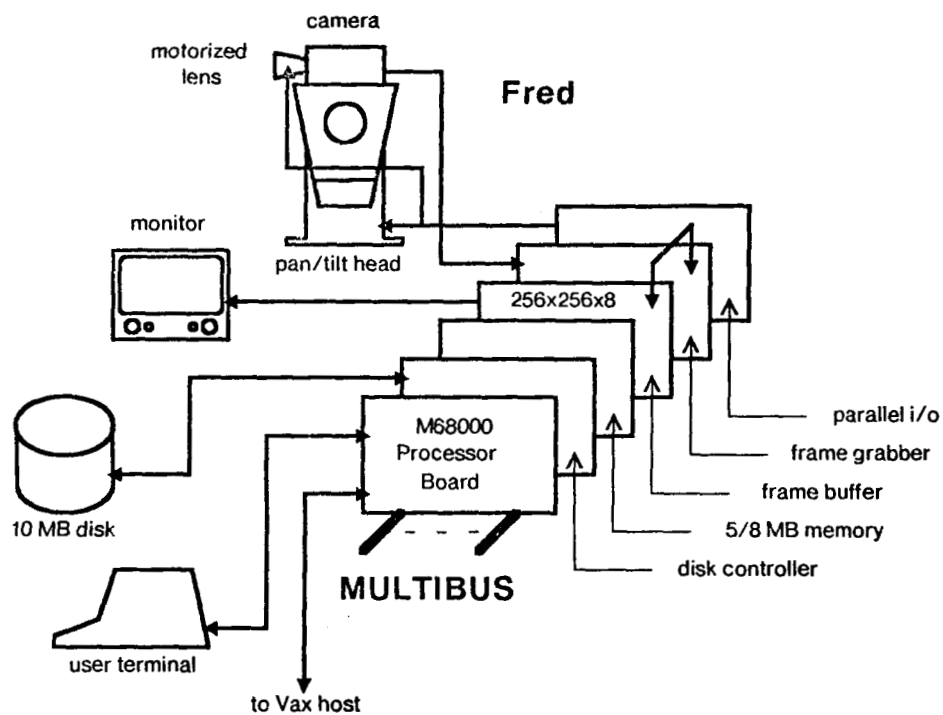 camera
motorized
lens
Fred
monitor
pan/tilt head
256x256x8
parallel i/o
M68000
Processor
Board
frame grabber
frame buffer
10 MB disk
5/8 MB memory
disk controller
MULTIBUS
user terminal
to Vax host